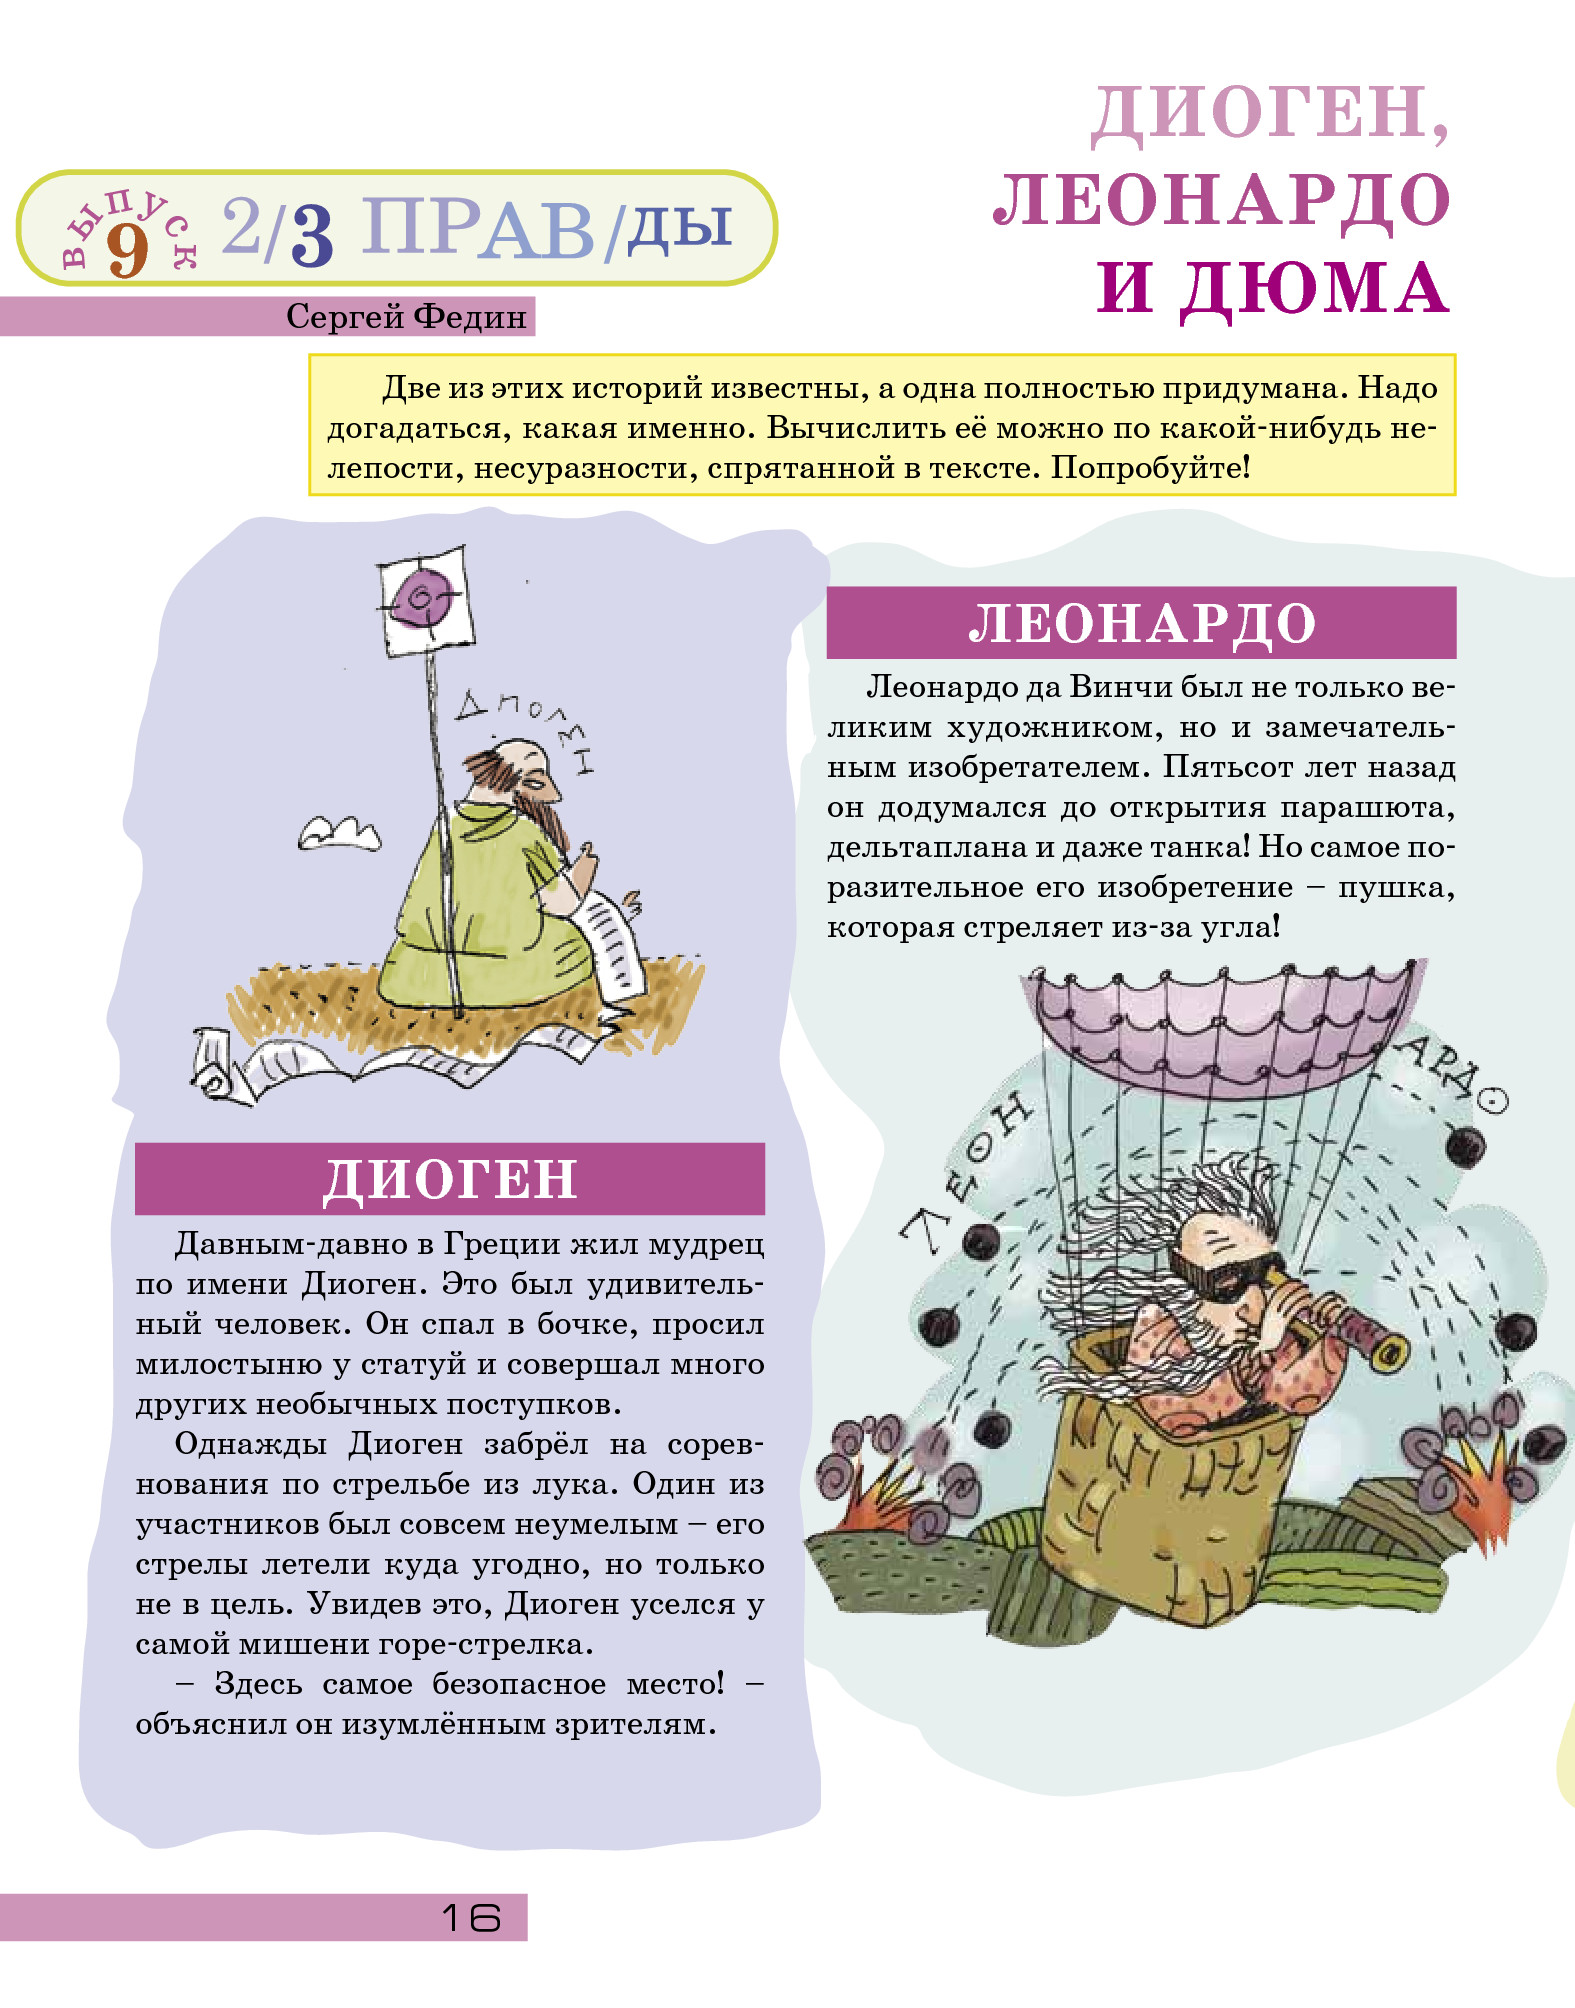 ДИОГЕН,
ЛЕОНАРДО
И ДЮМА
выпуск
9
2/3 ПРАВ/ДЫ
Сергей Федин
Две из этих историй известны, а одна полностью придумана. Надо
догадаться, какая именно. Вычислить её можно по какой-нибудь не-
лепости, несуразности, спрятанной в тексте. Попробуйте!
ДИОГЕН
ДИОГЕН
Давным-давно в Греции жил мудрец
по имени Диоген. Это был удивитель-
ный человек. Он спал в бочке, просил
милостыню у статуй и совершал много
других необычных поступков.
Однажды Диоген забрёл на сорев-
нования по стрельбе из лука. Один из
участников был совсем неумелым – его
стрелы летели куда угодно, но только
не в цель. Увидев это, Диоген уселся у
самой мишени горе-стрелка.
– Здесь самое безопасное место! –
объяснил он изумлённым зрителям.
ЛЕОНАРДО
Леонардо да Винчи был не только ве-
ликим художником, но и замечатель-
ным изобретателем. Пятьсот лет назад
он додумался до открытия парашюта,
дельтаплана и даже танка! Но самое по-
разительное его изобретение – пушка,
которая стреляет из-за угла!
ЛЕОН АРДО
16